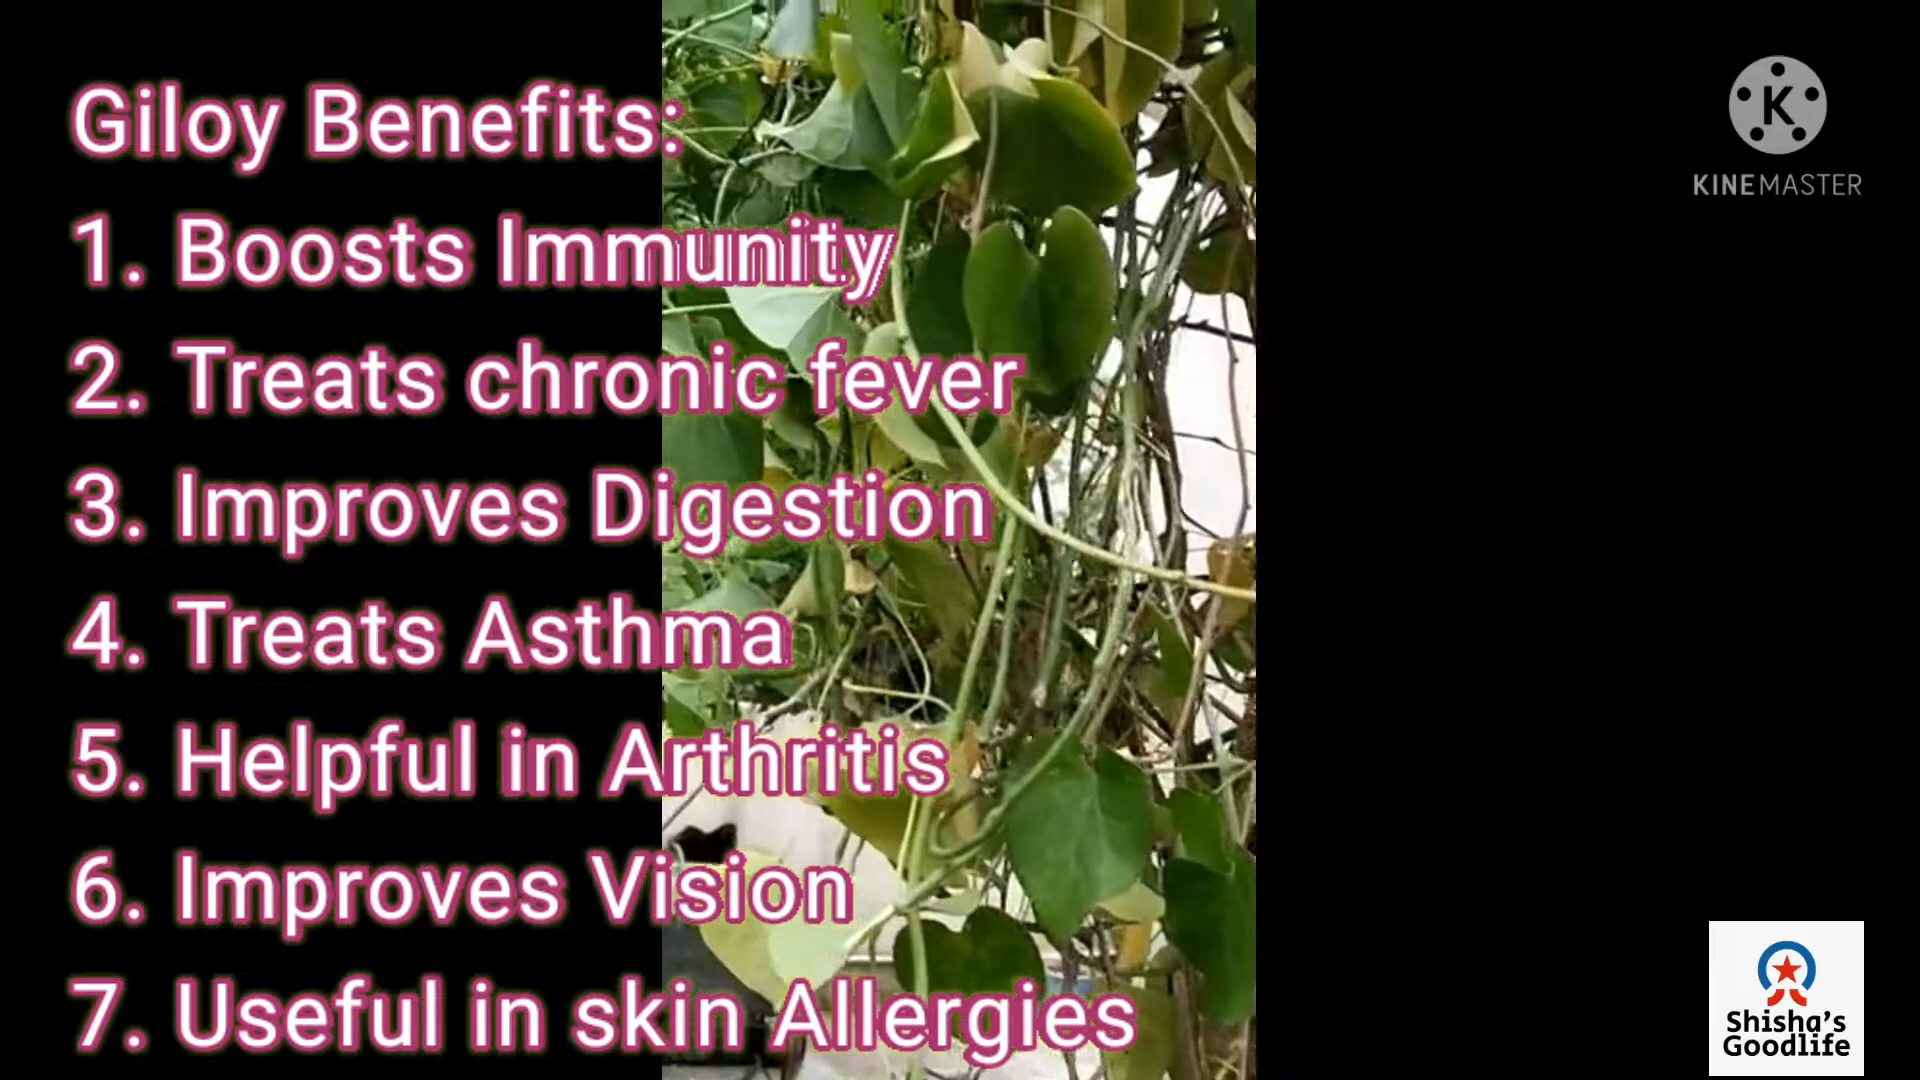 Giloy Benefits:
1. Boosts Immunity
2. Treats chronic fever
3. Improves Digestion
4. Treats Asthma
5. Helpful in Arthritis
6. Improves Vision
7. Useful in skin Allergies
K
KINEMASTER
Shisha's
Goodlife